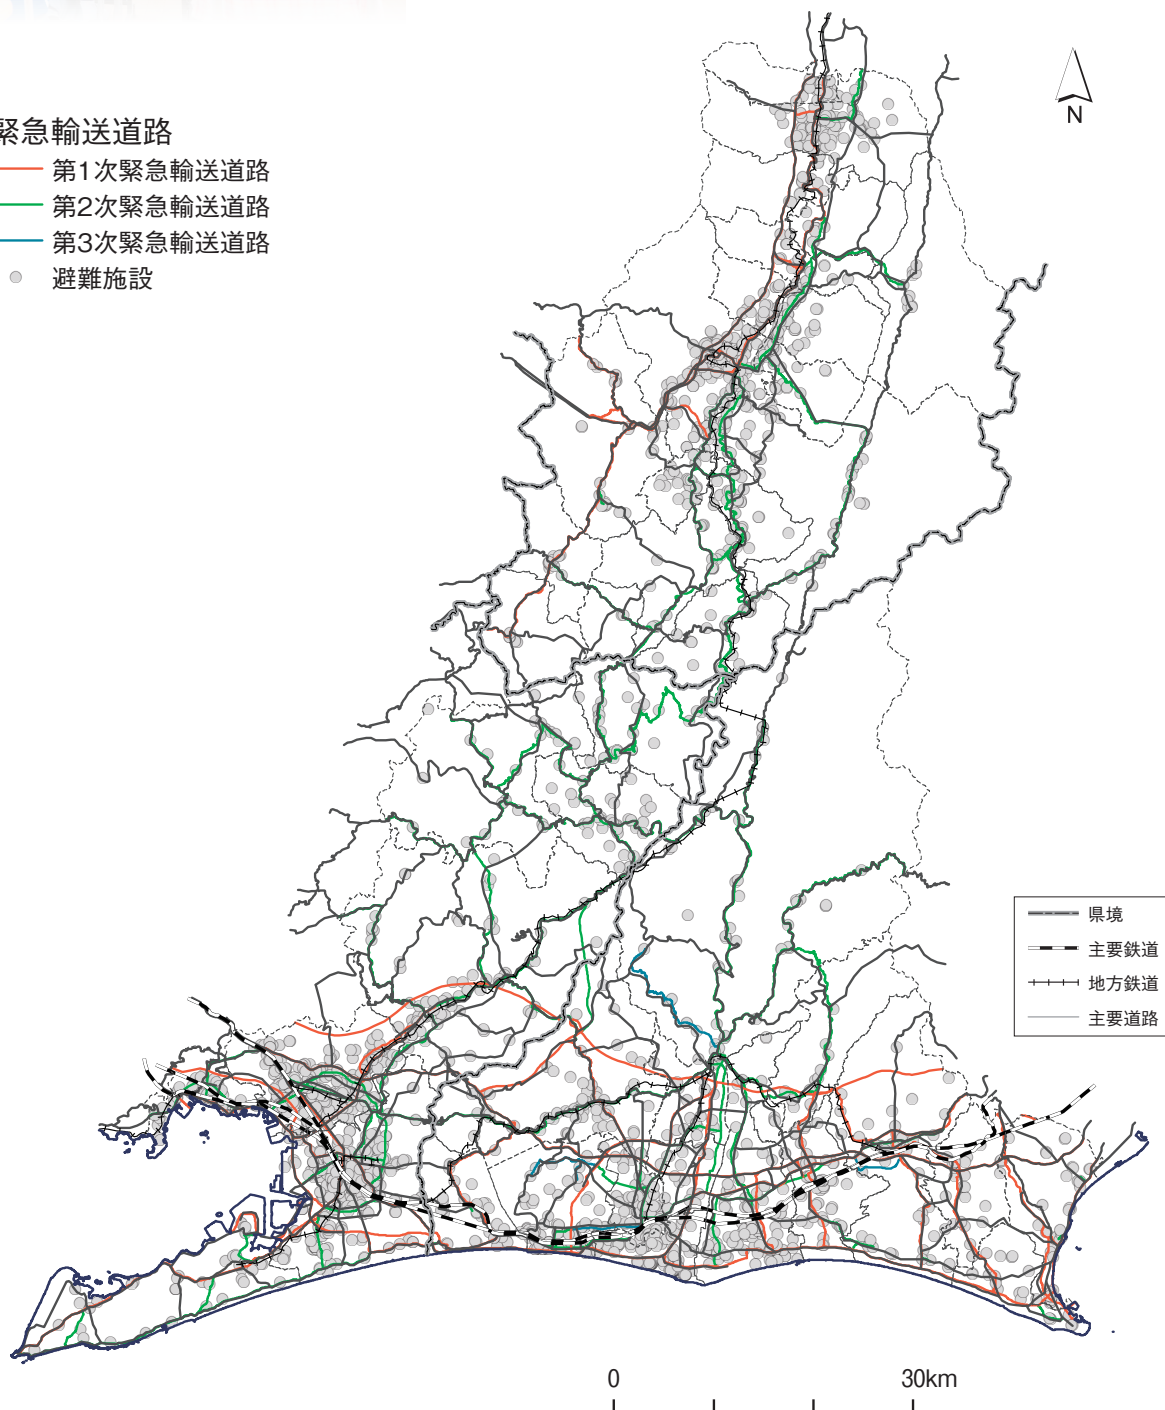 緊急輸送道路
第1次緊急輸送道路
第2次緊急輸送道路
第3次緊急輸送道路
避難施設
N
県境
主要鉄道
地方鉄道
主要道路
0 30km